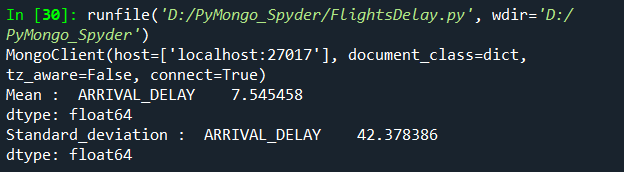 In [30]: runfile('D:/PyMongo_Spyder/FlightsDelay.py', wdir='D:/
PyMongo_Spyder')
MongoClient(host=['localhost:27017'], document_class=dict,
tz_aware=False, connect=True)
Mean :  ARRIVAL_DELAY    7.545458
dtype: float64
Standard_deviation :  ARRIVAL_DELAY    42.378386
dtype: float64